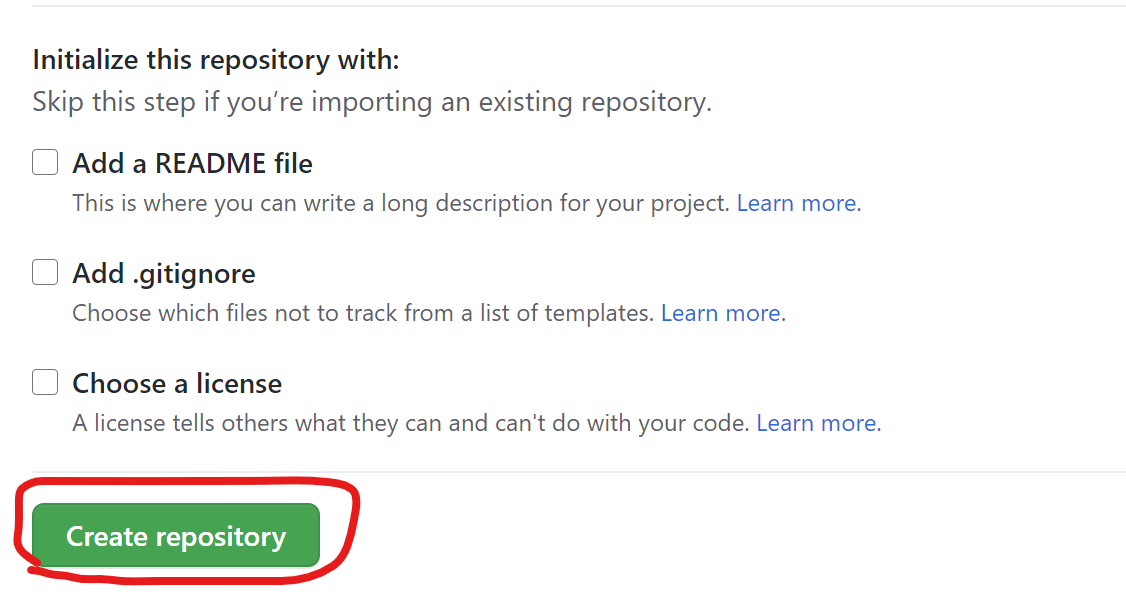 Initialize this repository with:
Skip this step if you’re importing an existing repository.
Add a README file
This is where you can write a long description for your project. Learn more.
Add .gitignore
Choose which files not to track from a list of templates. Learn more.
Choose a license
A license tells others what they can and can't do with your code. Learn more.
Create repository